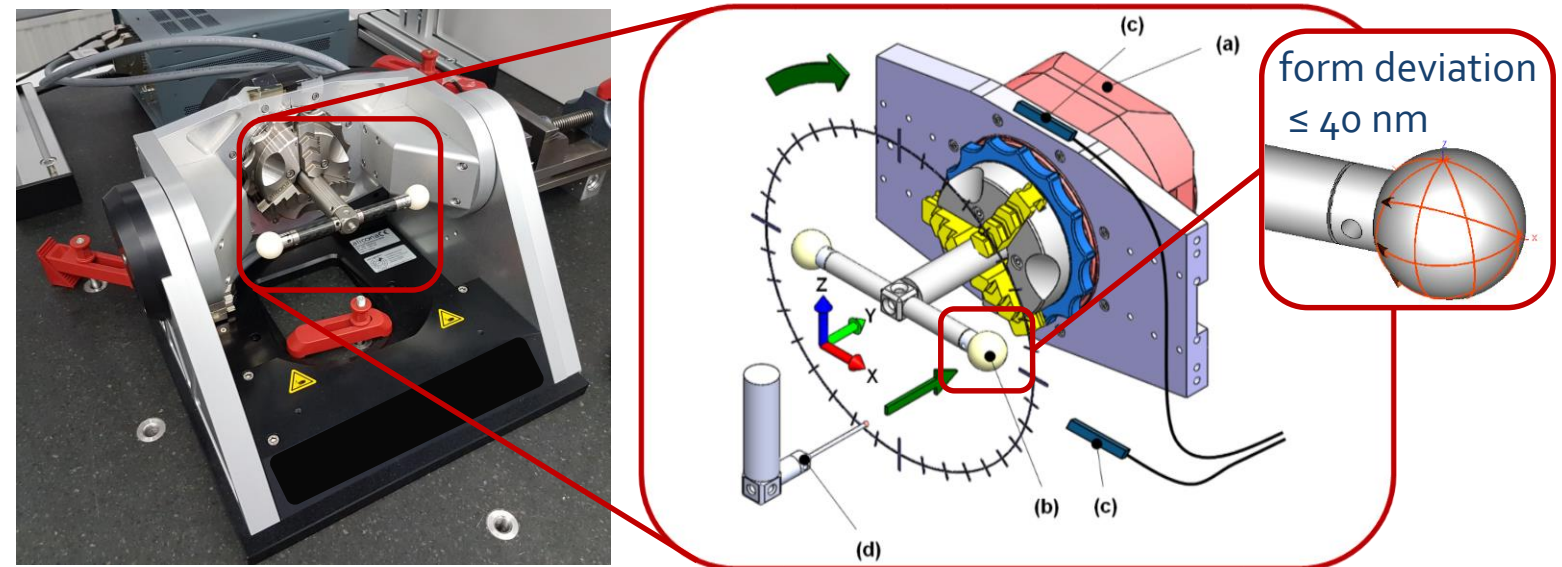 (c)
(a)
form deviation
≤ 40 nm
z
x
Z
Y
X
(b)
(c)
(d)